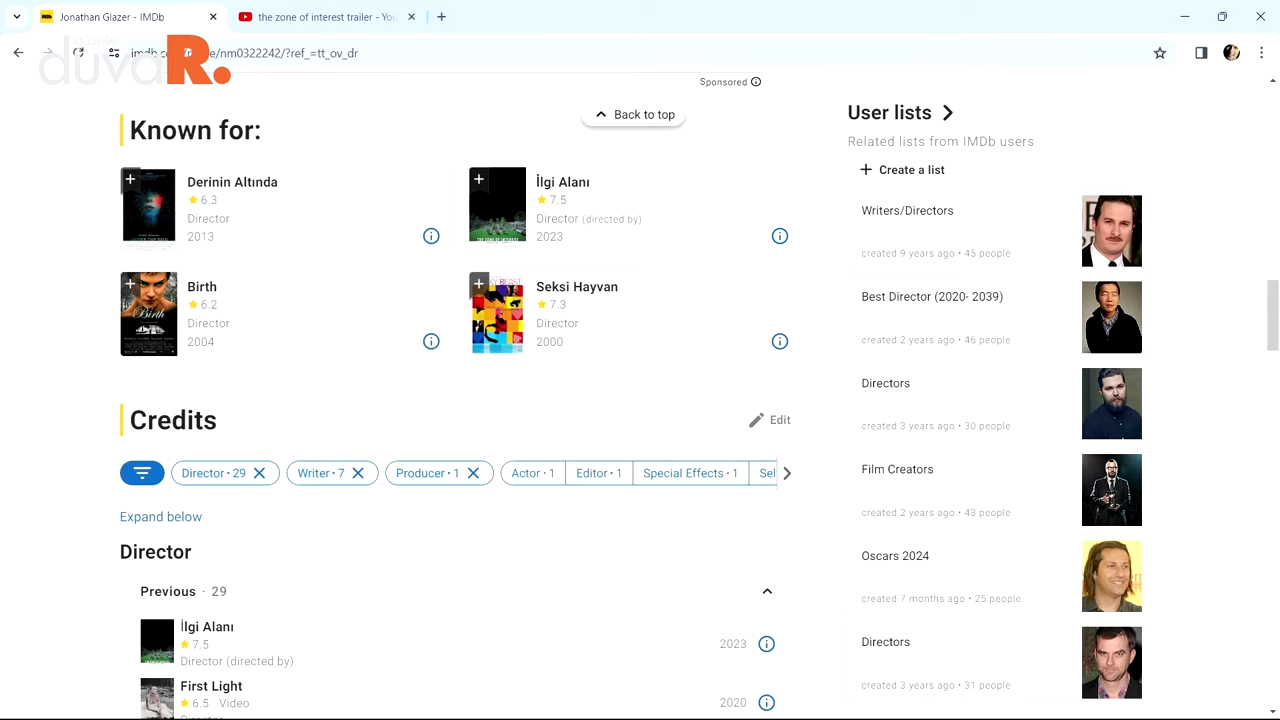 Jonathan Glazer - IMDb
the zone of interest trailer - Yo
duvaR.
/?ref_=tt_ov_dr
Sponsored
Known for:
Back to top
User lists
Related lists from IMDb users
Create a list
Derinin Altında
6.3
Director
2013
İlgi Alanı
7.5
Director (directed by)
2023
Birth
6.2
Director
2004
Seksi Hayvan
7.3
Director
2000
Writers/Directors
created 9 years ago • 45 people
Best Director (2020- 2039)
created 2 years ago • 46 people
Directors
created 3 years ago • 30 people
Film Creators
created 2 years ago • 43 people
Oscars 2024
created 7 months ago • 25 people
Directors
created 3 years ago • 31 people
Credits
Edit
Director • 29
Writer • 7
Producer • 1
Actor • 1
Editor • 1
Special Effects • 1
Sel
Expand below
Director
Previous · 29
İlgi Alanı
7.5
Director (directed by)
2023
First Light
6.5 Video
2020